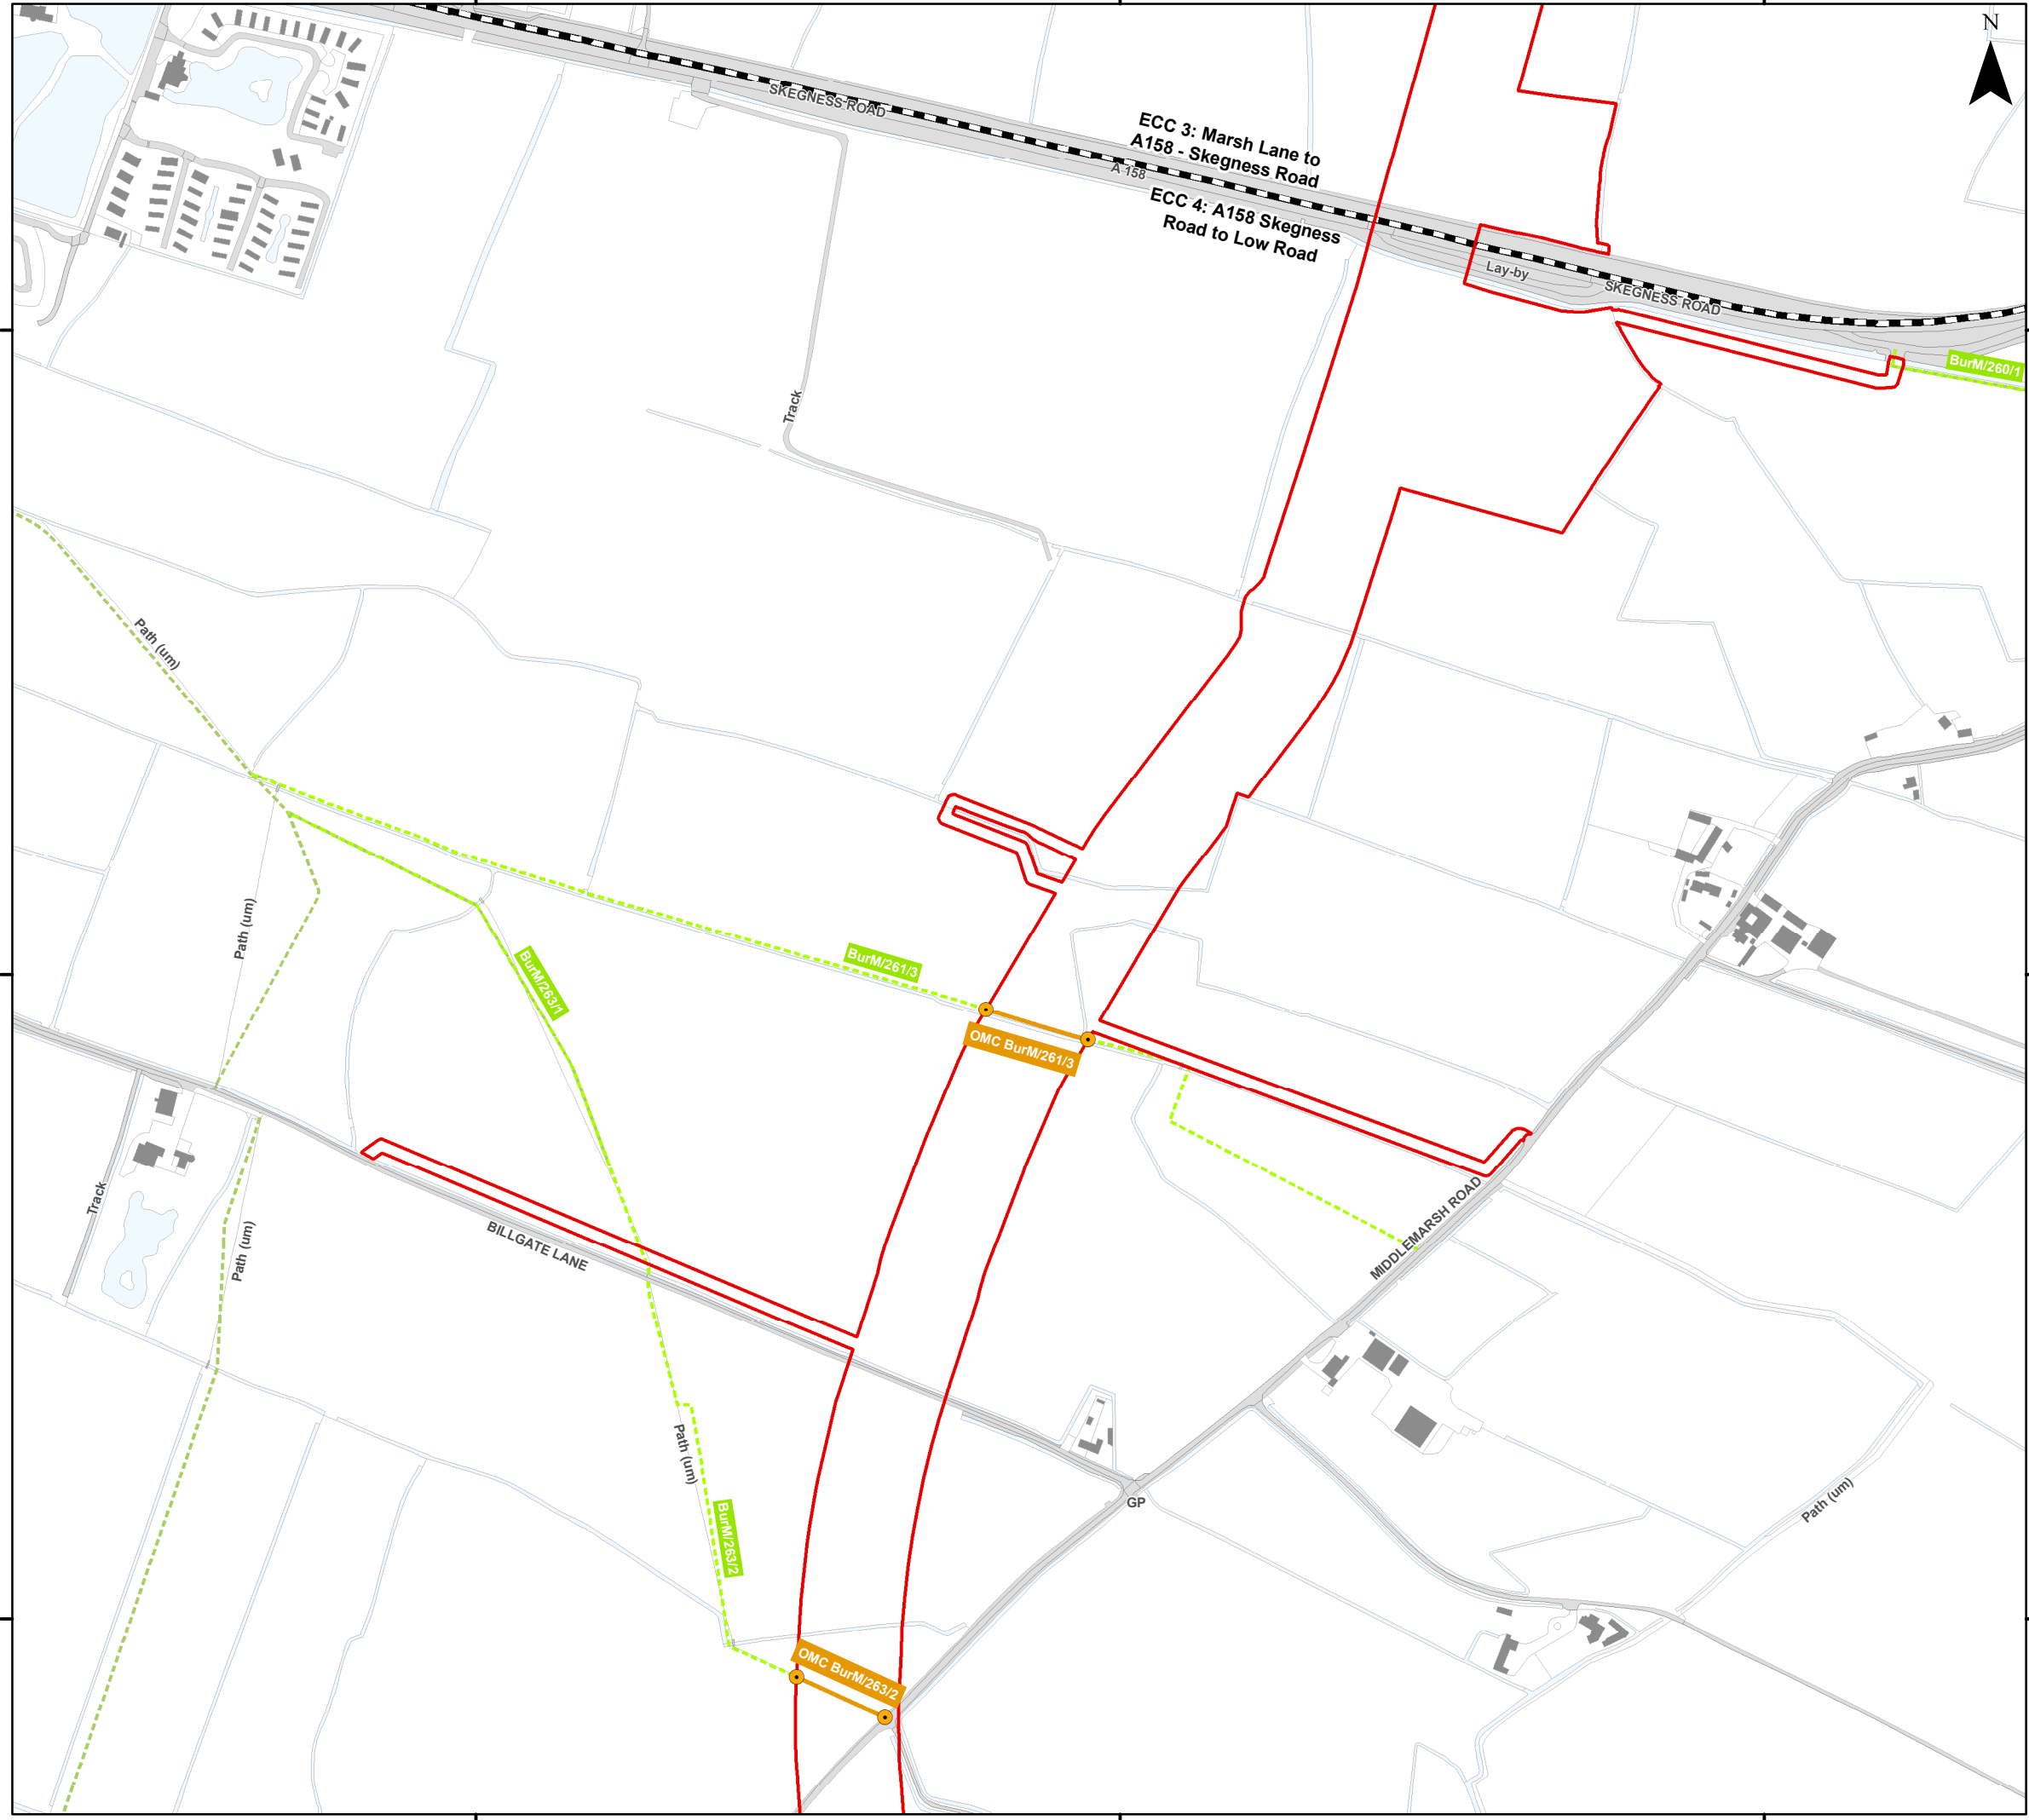 N
SKEGNESS ROAD
ECC 3: Marsh Lane to
A158 - Skegness Road
A 158
ECC 4: A158 Skegness
Road to Low Road
Lay-by
SKEGNESS ROAD
BurM/260/1
Track
Path (um)
BurM/261/3
BurM/263/1
Path (um)
OMC BurM/261/3
Track
Path (um)
BILLGATE LANE
MIDDLEMARSH ROAD
Path (um)
GP
Path (um)
BurM/263/2
OMC BurM/263/2